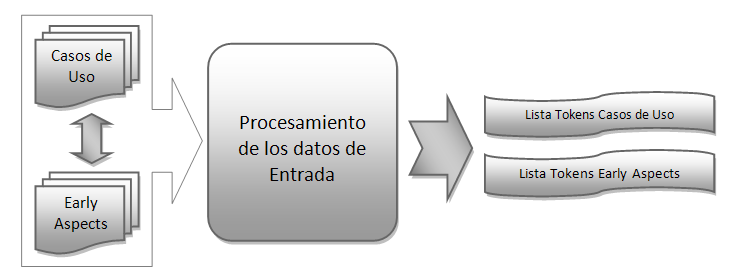 Casos de
Uso
Early
Aspects
Procesamiento
de los datos de
Entrada
Lista Tokens Casos de Uso
Lista Tokens Early Aspects